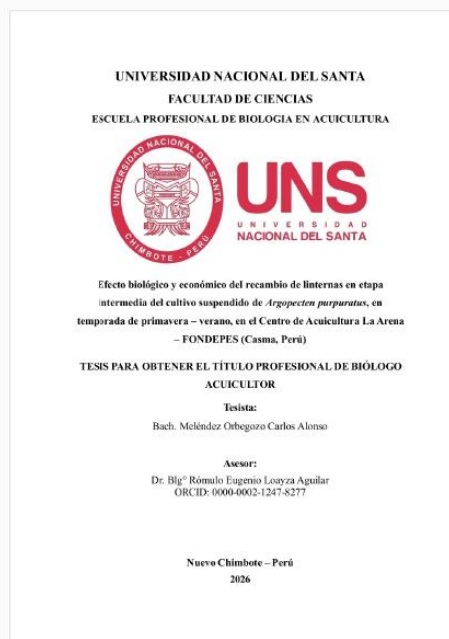 UNIVERSIDAD NACIONAL DEL SANTA
FACULTAD DE CIENCIAS
ESCUELA PROFESIONAL DE BIOLOGIA EN ACUICULTURA
UNIVERSIDAD NACIONAL DEL SANTA
CHIMBOTE - PERÚ
UNS
UNIVERSIDAD
NACIONAL DEL SANTA
Efecto biológico y económico del recambio de linternas en etapa
intermedia del cultivo suspendido de Argopecten purpuratus, en
temporada de primavera – verano, en el Centro de Acuicultura La Arena
– FONDEPES (Casma, Perú)
TESIS PARA OBTENER EL TÍTULO PROFESIONAL DE BIÓLOGO
ACUICULTOR
Tesista:
Bach. Meléndez Orbegozo Carlos Alonso
Asesor:
Dr. Blg° Rómulo Eugenio Loayza Aguilar
ORCID: 0000-0002-1247-8277
Nuevo Chimbote – Perú
2026